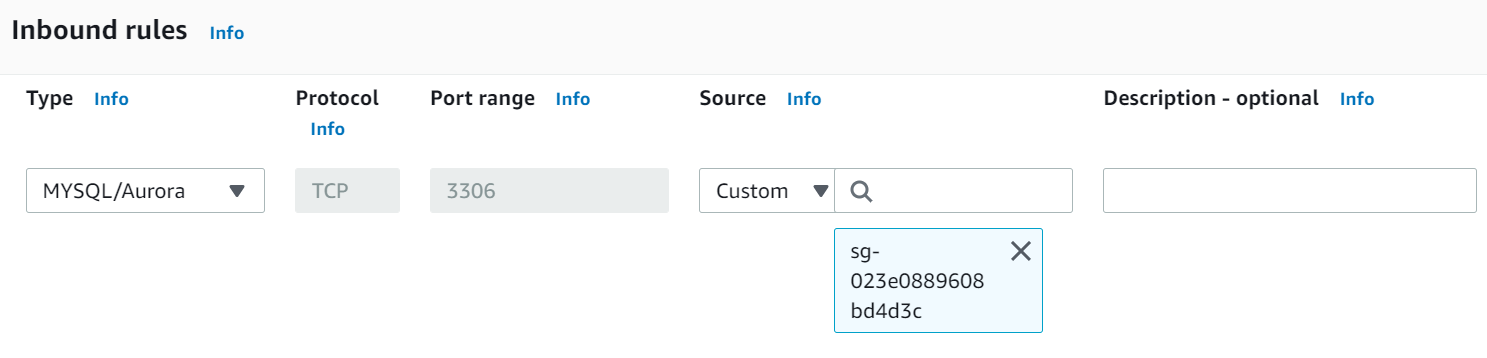 Inbound rules Info
Type Info
Protocol
Info
Port range Info
Source Info
Description - optional Info
MYSQL/Aurora
TCP
3306
Custom
sg-
023e0889608
bd4d3c